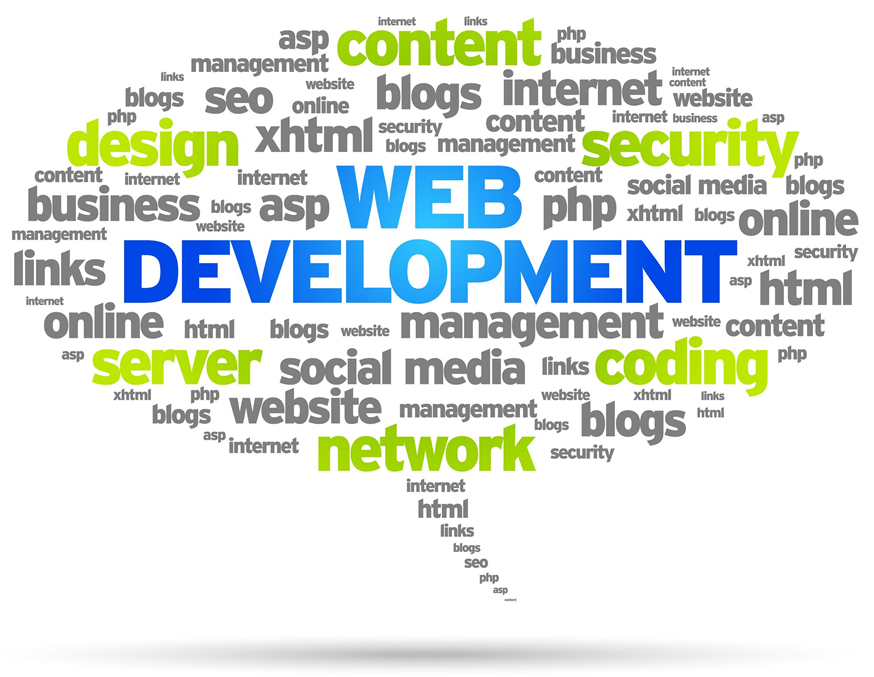 internet links
asp content php
management business
links website blogs internet internet
content
blogs seo online website
php content internet business asp
design xhtml security security
blogs management php
content internet internet WEB content social media blogs
business blogs asp php xhtml blogs online
website
management
links DEVELOPMENT xhtml security
asp html
internet
online html blogs website management website content
asp server social media links coding php
xhtml php website xhtml links
blogs website management blogs html
blogs
asp internet network security
internet
html
links
blogs
seo
php
asp
content